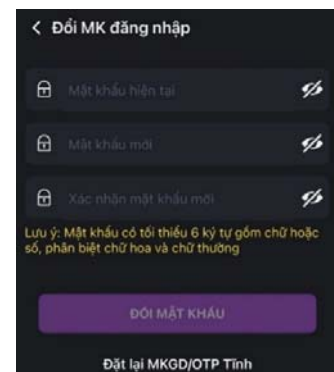 Đổi MK đăng nhập
Mật khẩu hiện tại
Mật khẩu mới
Xác nhận mật khẩu mới
Lưu ý: Mật khẩu có tối thiểu 6 ký tự gồm chữ hoặc
số, phân biệt chữ hoa và chữ thường
ĐỔI MẬT KHẨU
Đặt lại MKGD/OTP Tĩnh